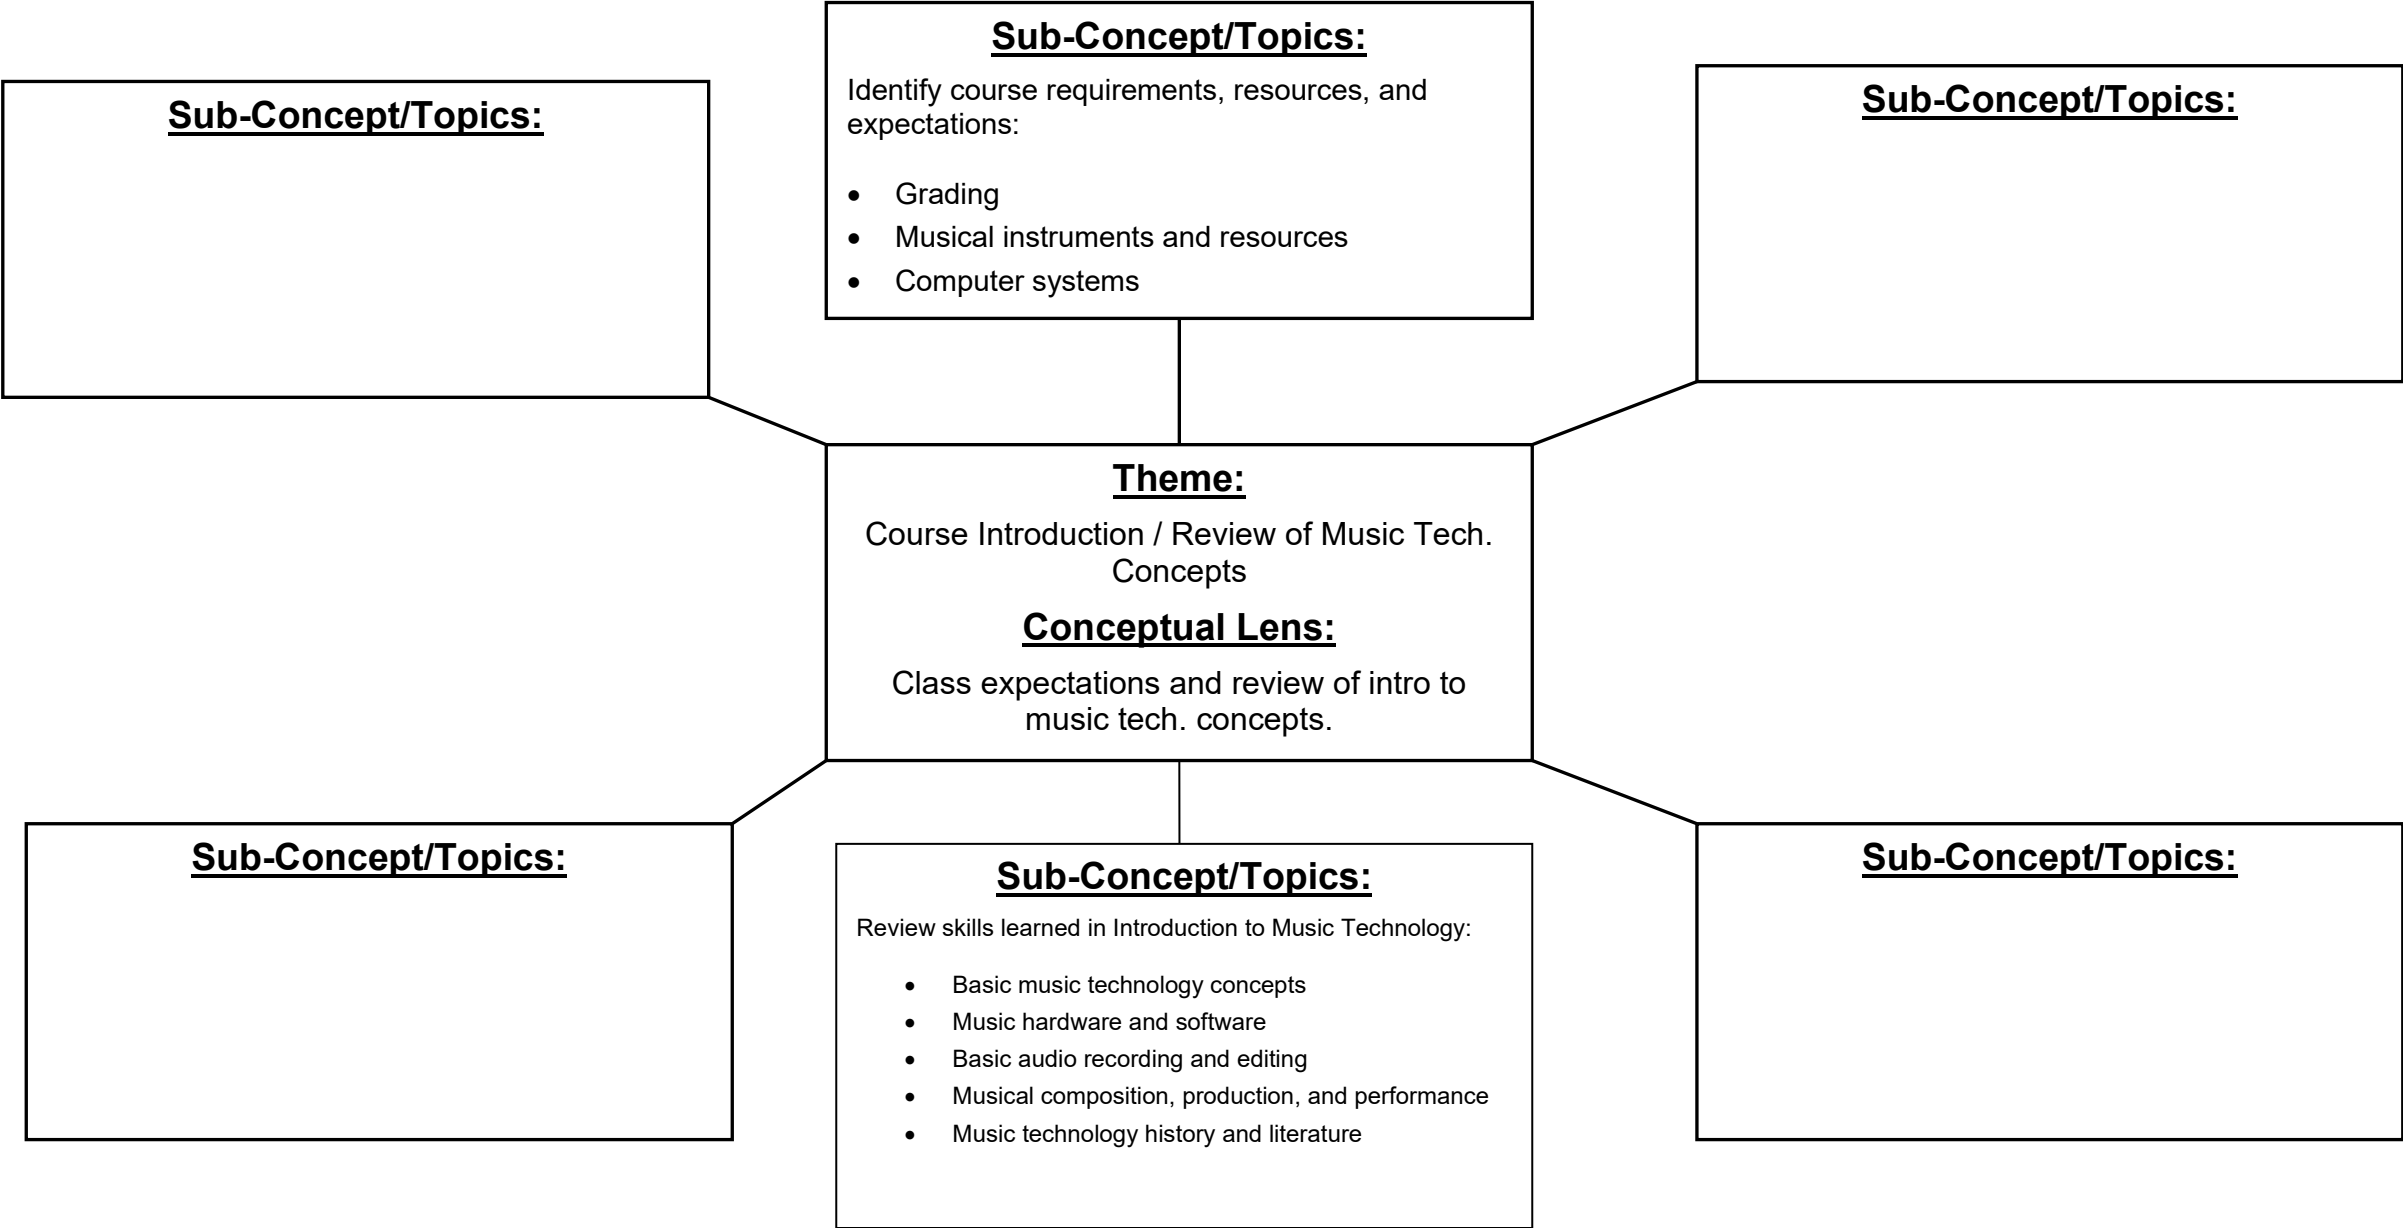 Sub-Concept/Topics:
Sub-Concept/Topics:
Identify course requirements, resources, and
expectations:
• Grading
• Musical instruments and resources
• Computer systems
Sub-Concept/Topics:
Theme:
Course Introduction / Review of Music Tech.
Concepts
Conceptual Lens:
Class expectations and review of intro to
music tech. concepts.
Sub-Concept/Topics:
Sub-Concept/Topics:
Review skills learned in Introduction to Music Technology:
• Basic music technology concepts
• Music hardware and software
• Basic audio recording and editing
• Musical composition, production, and performance
• Music technology history and literature
Sub-Concept/Topics: